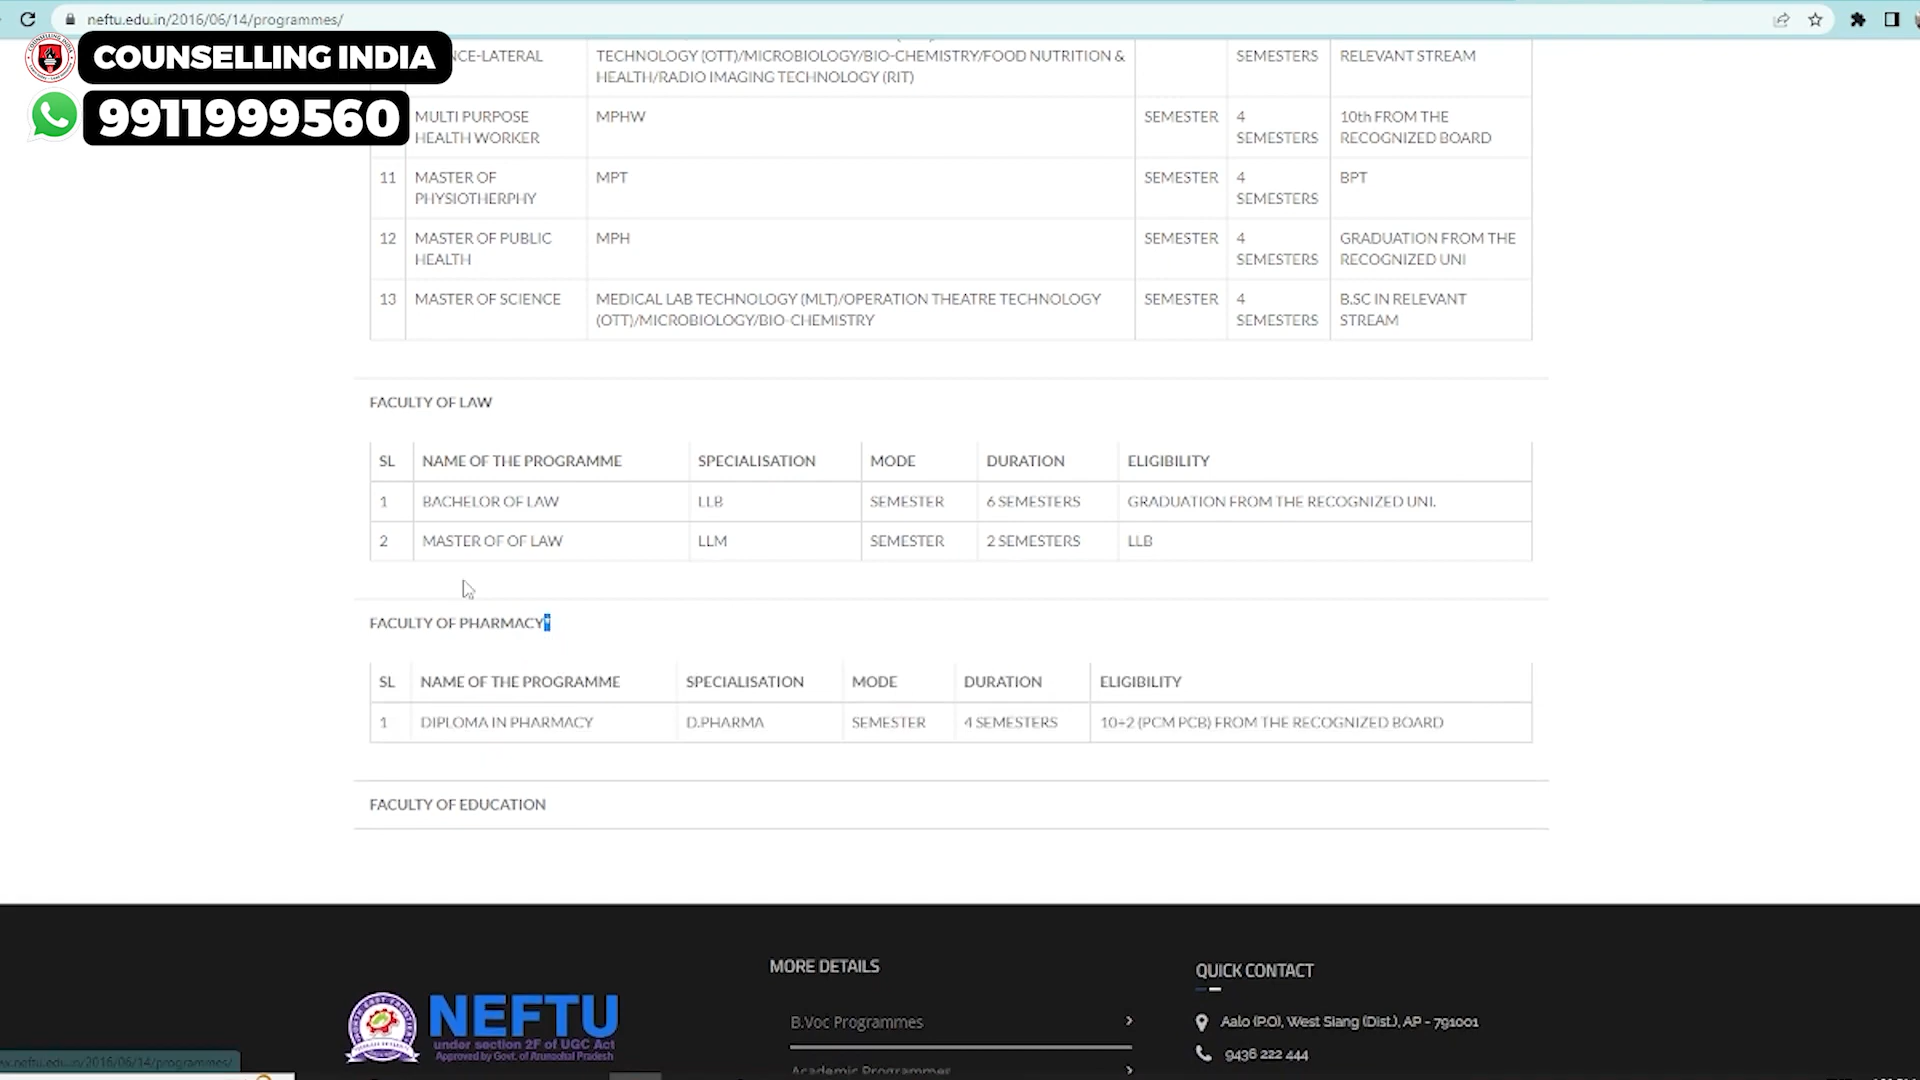 neftu.edu.in/2016/06/14/programmes/
COUNSELLING INDIA
9911999560
NCE-LATERAL TECHNOLOGY (OTT)/MICROBIOLOGY/BIO-CHEMISTRY/FOOD NUTRITION & SEMESTERS RELEVANT STREAM
HEALTH/RADIO IMAGING TECHNOLOGY (RIT)
MULTI PURPOSE MPHW SEMESTER 4 10th FROM THE
HEALTH WORKER SEMESTERS RECOGNIZED BOARD
11 MASTER OF MPT SEMESTER 4 BPT
PHYSIOTHERPHY SEMESTERS
12 MASTER OF PUBLIC MPH SEMESTER 4 GRADUATION FROM THE
HEALTH SEMESTERS RECOGNIZED UNI
13 MASTER OF SCIENCE MEDICAL LAB TECHNOLOGY (MLT)/OPERATION THEATRE TECHNOLOGY SEMESTER 4 B.SC IN RELEVANT
(OTT)/MICROBIOLOGY/BIO-CHEMISTRY SEMESTERS STREAM
FACULTY OF LAW
SL NAME OF THE PROGRAMME SPECIALISATION MODE DURATION ELIGIBILITY
1 BACHELOR OF LAW LLB SEMESTER 6 SEMESTERS GRADUATION FROM THE RECOGNIZED UNI.
2 MASTER OF OF LAW LLM SEMESTER 2 SEMESTERS LLB
FACULTY OF PHARMACY*
SL NAME OF THE PROGRAMME SPECIALISATION MODE DURATION ELIGIBILITY
1 DIPLOMA IN PHARMACY D.PHARMA SEMESTER 4 SEMESTERS 10+2 (PCM PCB) FROM THE RECOGNIZED BOARD
FACULTY OF EDUCATION
MORE DETAILS
QUICK CONTACT
NEFTU
under section 2F of UGC Act
Approved by Govt. of Arunachal Pradesh
B.Voc Programmes
Academic Programmes
Aalo (P.O), West Siang (Dist.), AP - 791001
9436 222 444
w.neftu.edu.in/2016/06/14/programmes/